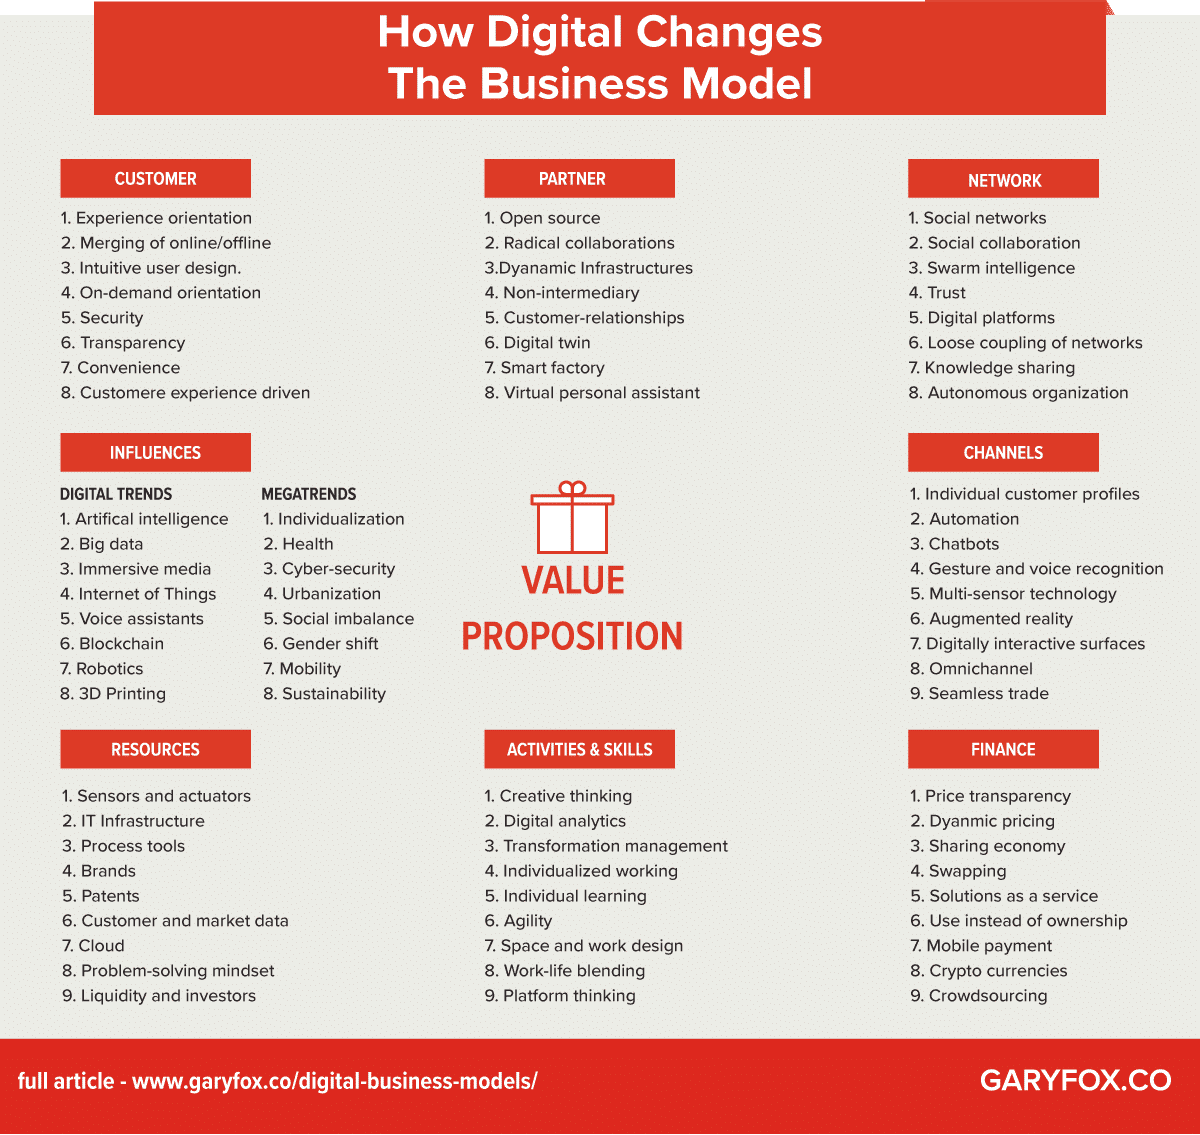 How Digital Changes
The Business Model
CUSTOMER
1. Experience orientation
2. Merging of online/offline
3. Intuitive user design.
4. On-demand orientation
5. Security
6. Transparency
7. Convenience
8. Customere experience driven
PARTNER
1. Open source
2. Radical collaborations
3.Dyanamic Infrastructures
4. Non-intermediary
5. Customer-relationships
6. Digital twin
7. Smart factory
8. Virtual personal assistant
NETWORK
1. Social networks
2. Social collaboration
3. Swarm intelligence
4. Trust
5. Digital platforms
6. Loose coupling of networks
7. Knowledge sharing
8. Autonomous organization
INFLUENCES
DIGITAL TRENDS
1. Artifical intelligence
2. Big data
3. Immersive media
4. Internet of Things
5. Voice assistants
6. Blockchain
7. Robotics
8. 3D Printing
MEGATRENDS
1. Individualization
2. Health
3. Cyber-security
4. Urbanization
5. Social imbalance
6. Gender shift
7. Mobility
8. Sustainability
VALUE
PROPOSITION
CHANNELS
1. Individual customer profiles
2. Automation
3. Chatbots
4. Gesture and voice recognition
5. Multi-sensor technology
6. Augmented reality
7. Digitally interactive surfaces
8. Omnichannel
9. Seamless trade
RESOURCES
1. Sensors and actuators
2. IT Infrastructure
3. Process tools
4. Brands
5. Patents
6. Customer and market data
7. Cloud
8. Problem-solving mindset
9. Liquidity and investors
ACTIVITIES & SKILLS
1. Creative thinking
2. Digital analytics
3. Transformation management
4. Individualized working
5. Individual learning
6. Agility
7. Space and work design
8. Work-life blending
9. Platform thinking
FINANCE
1. Price transparency
2. Dyanmic pricing
3. Sharing economy
4. Swapping
5. Solutions as a service
6. Use instead of ownership
7. Mobile payment
8. Crypto currencies
9. Crowdsourcing
full article - www.garyfox.co/digital-business-models/
GARYFOX.CO